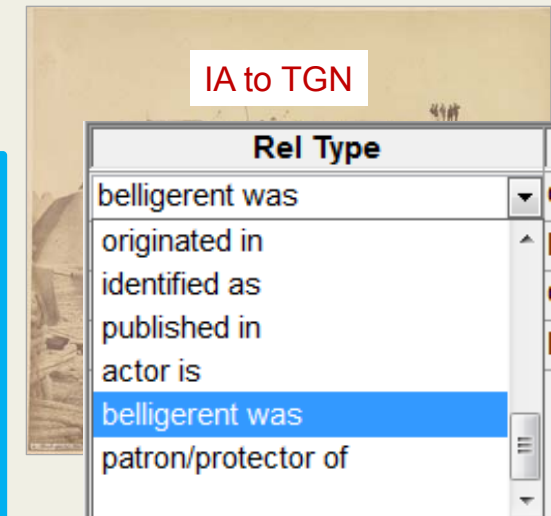 IA to TGN
Rel Type
belligerent was
originated in
identified as
published in
actor is
belligerent was
patron/protector of